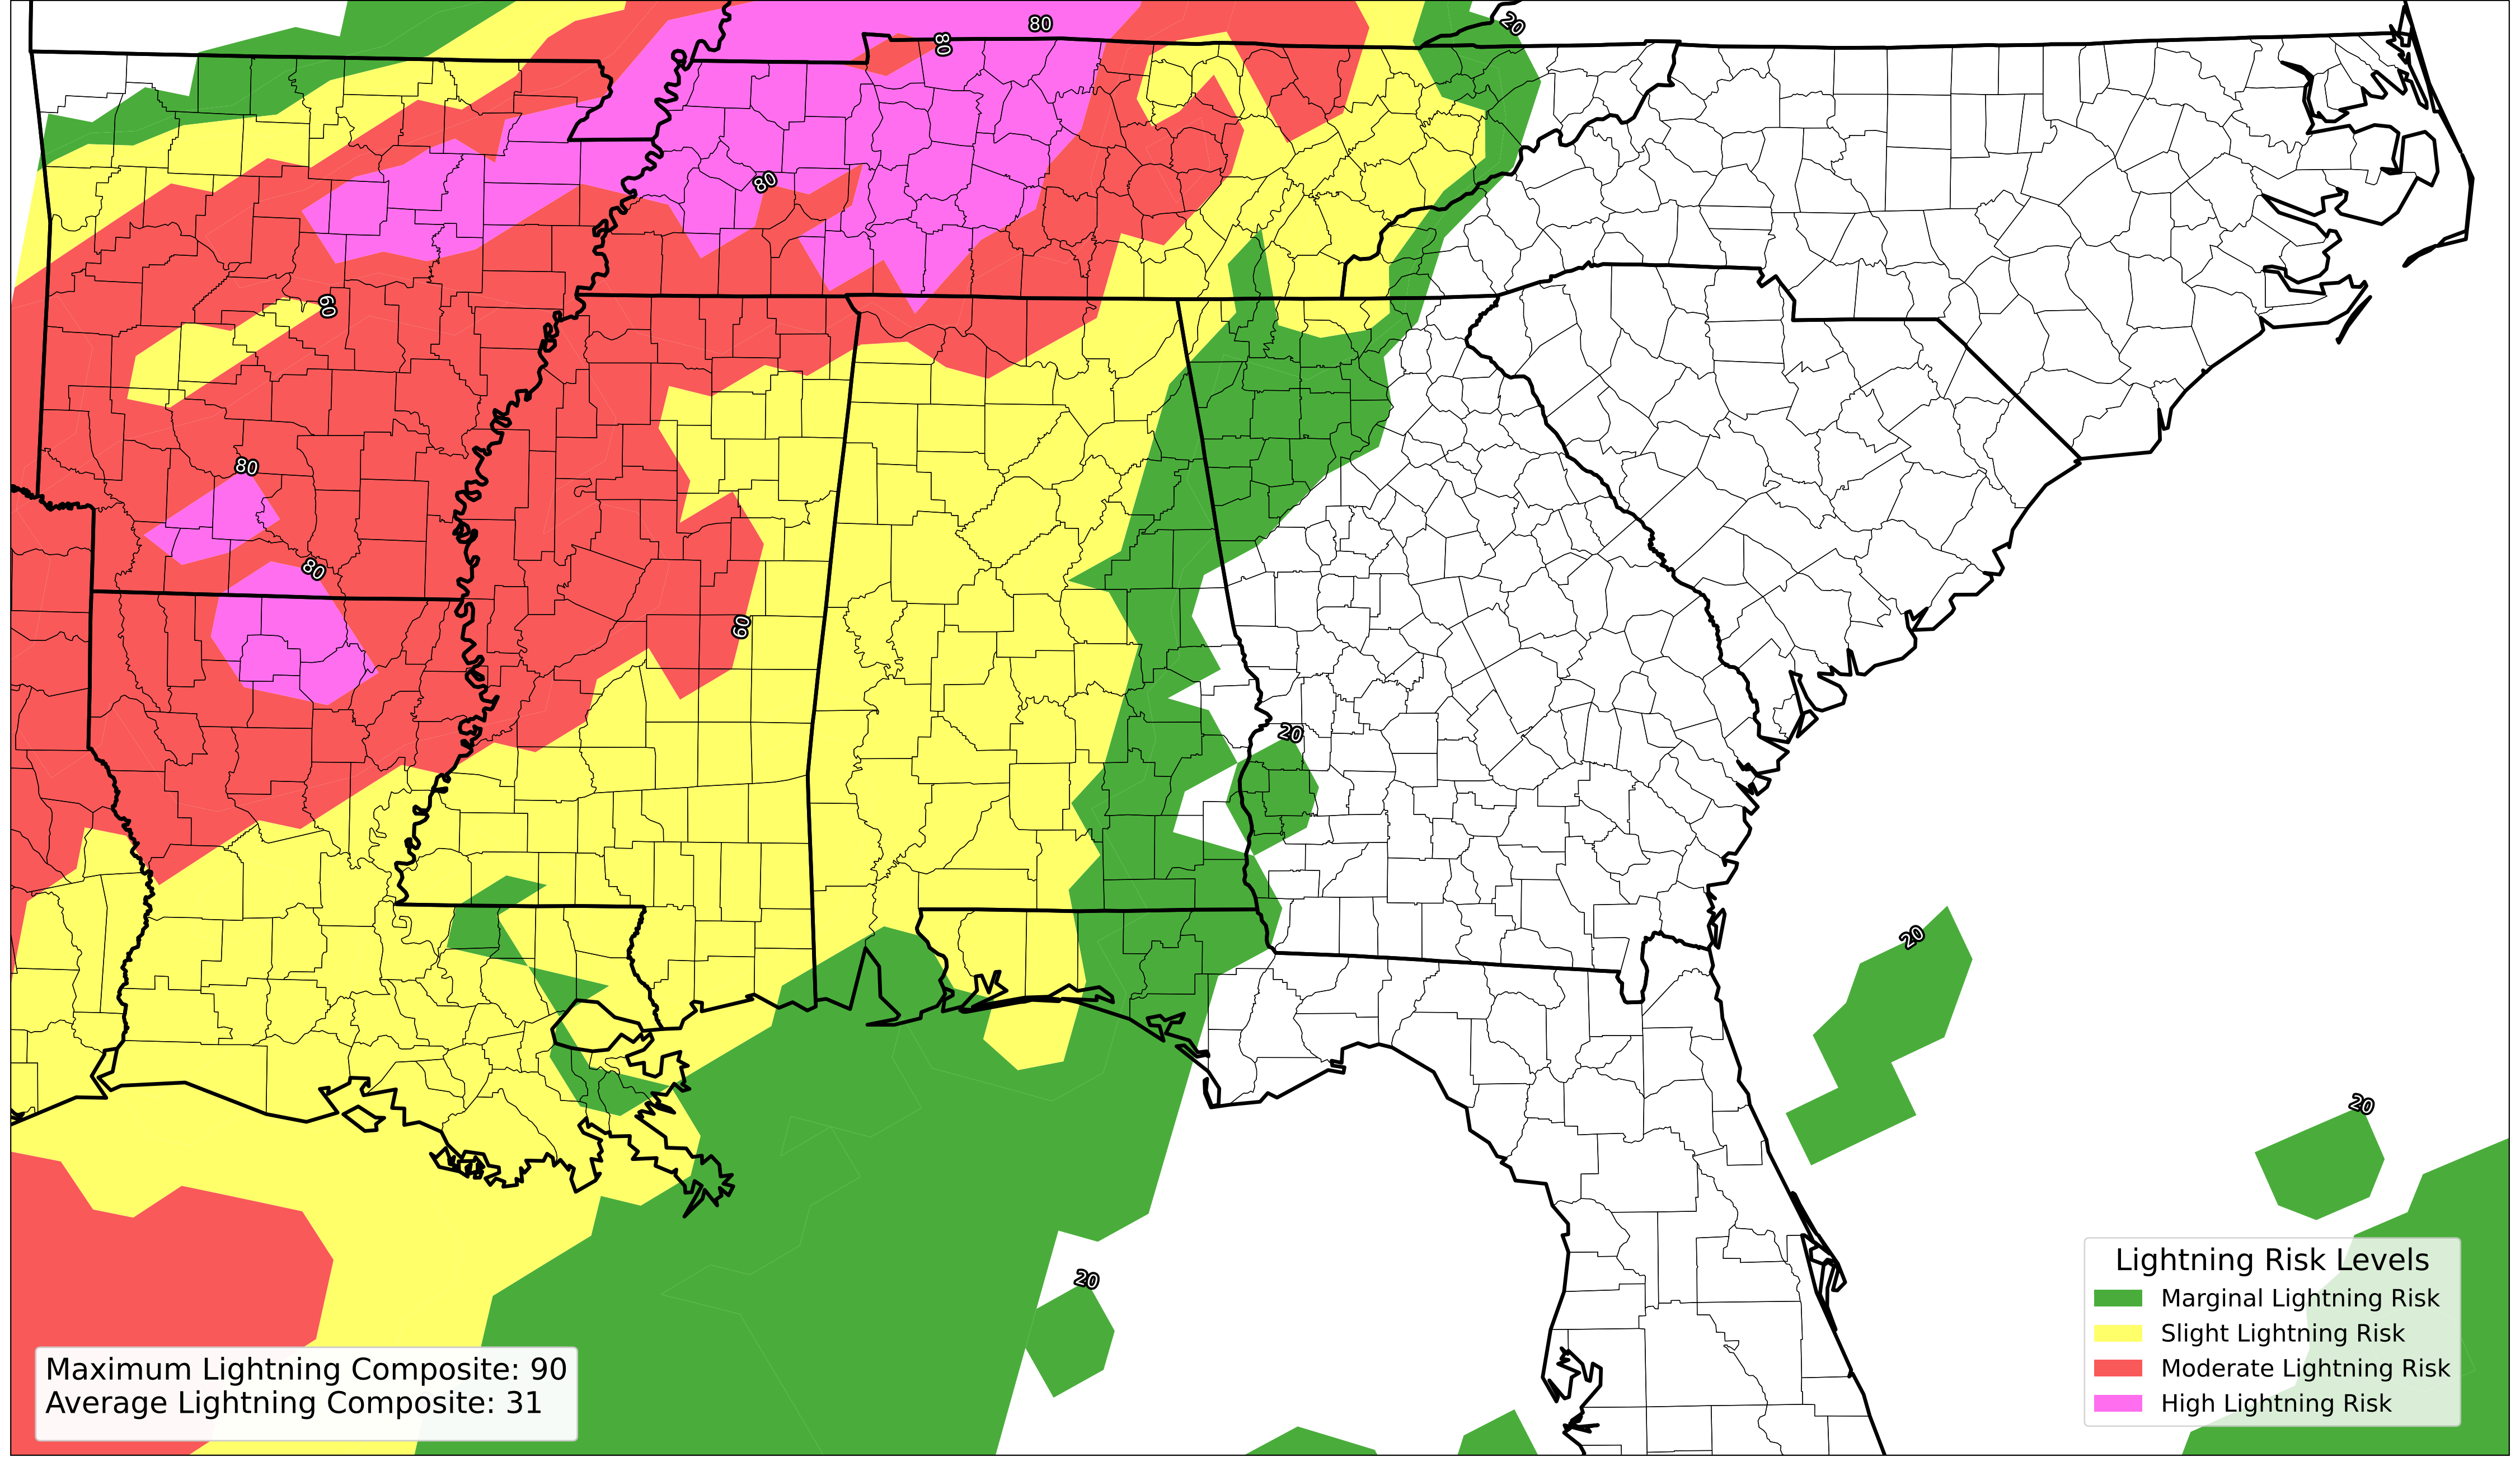 80
20
80
80
60
80
80
60
20
20
20
20
Lightning Risk Levels
Marginal Lightning Risk
Slight Lightning Risk
Moderate Lightning Risk
High Lightning Risk
Maximum Lightning Composite: 90
Average Lightning Composite: 31